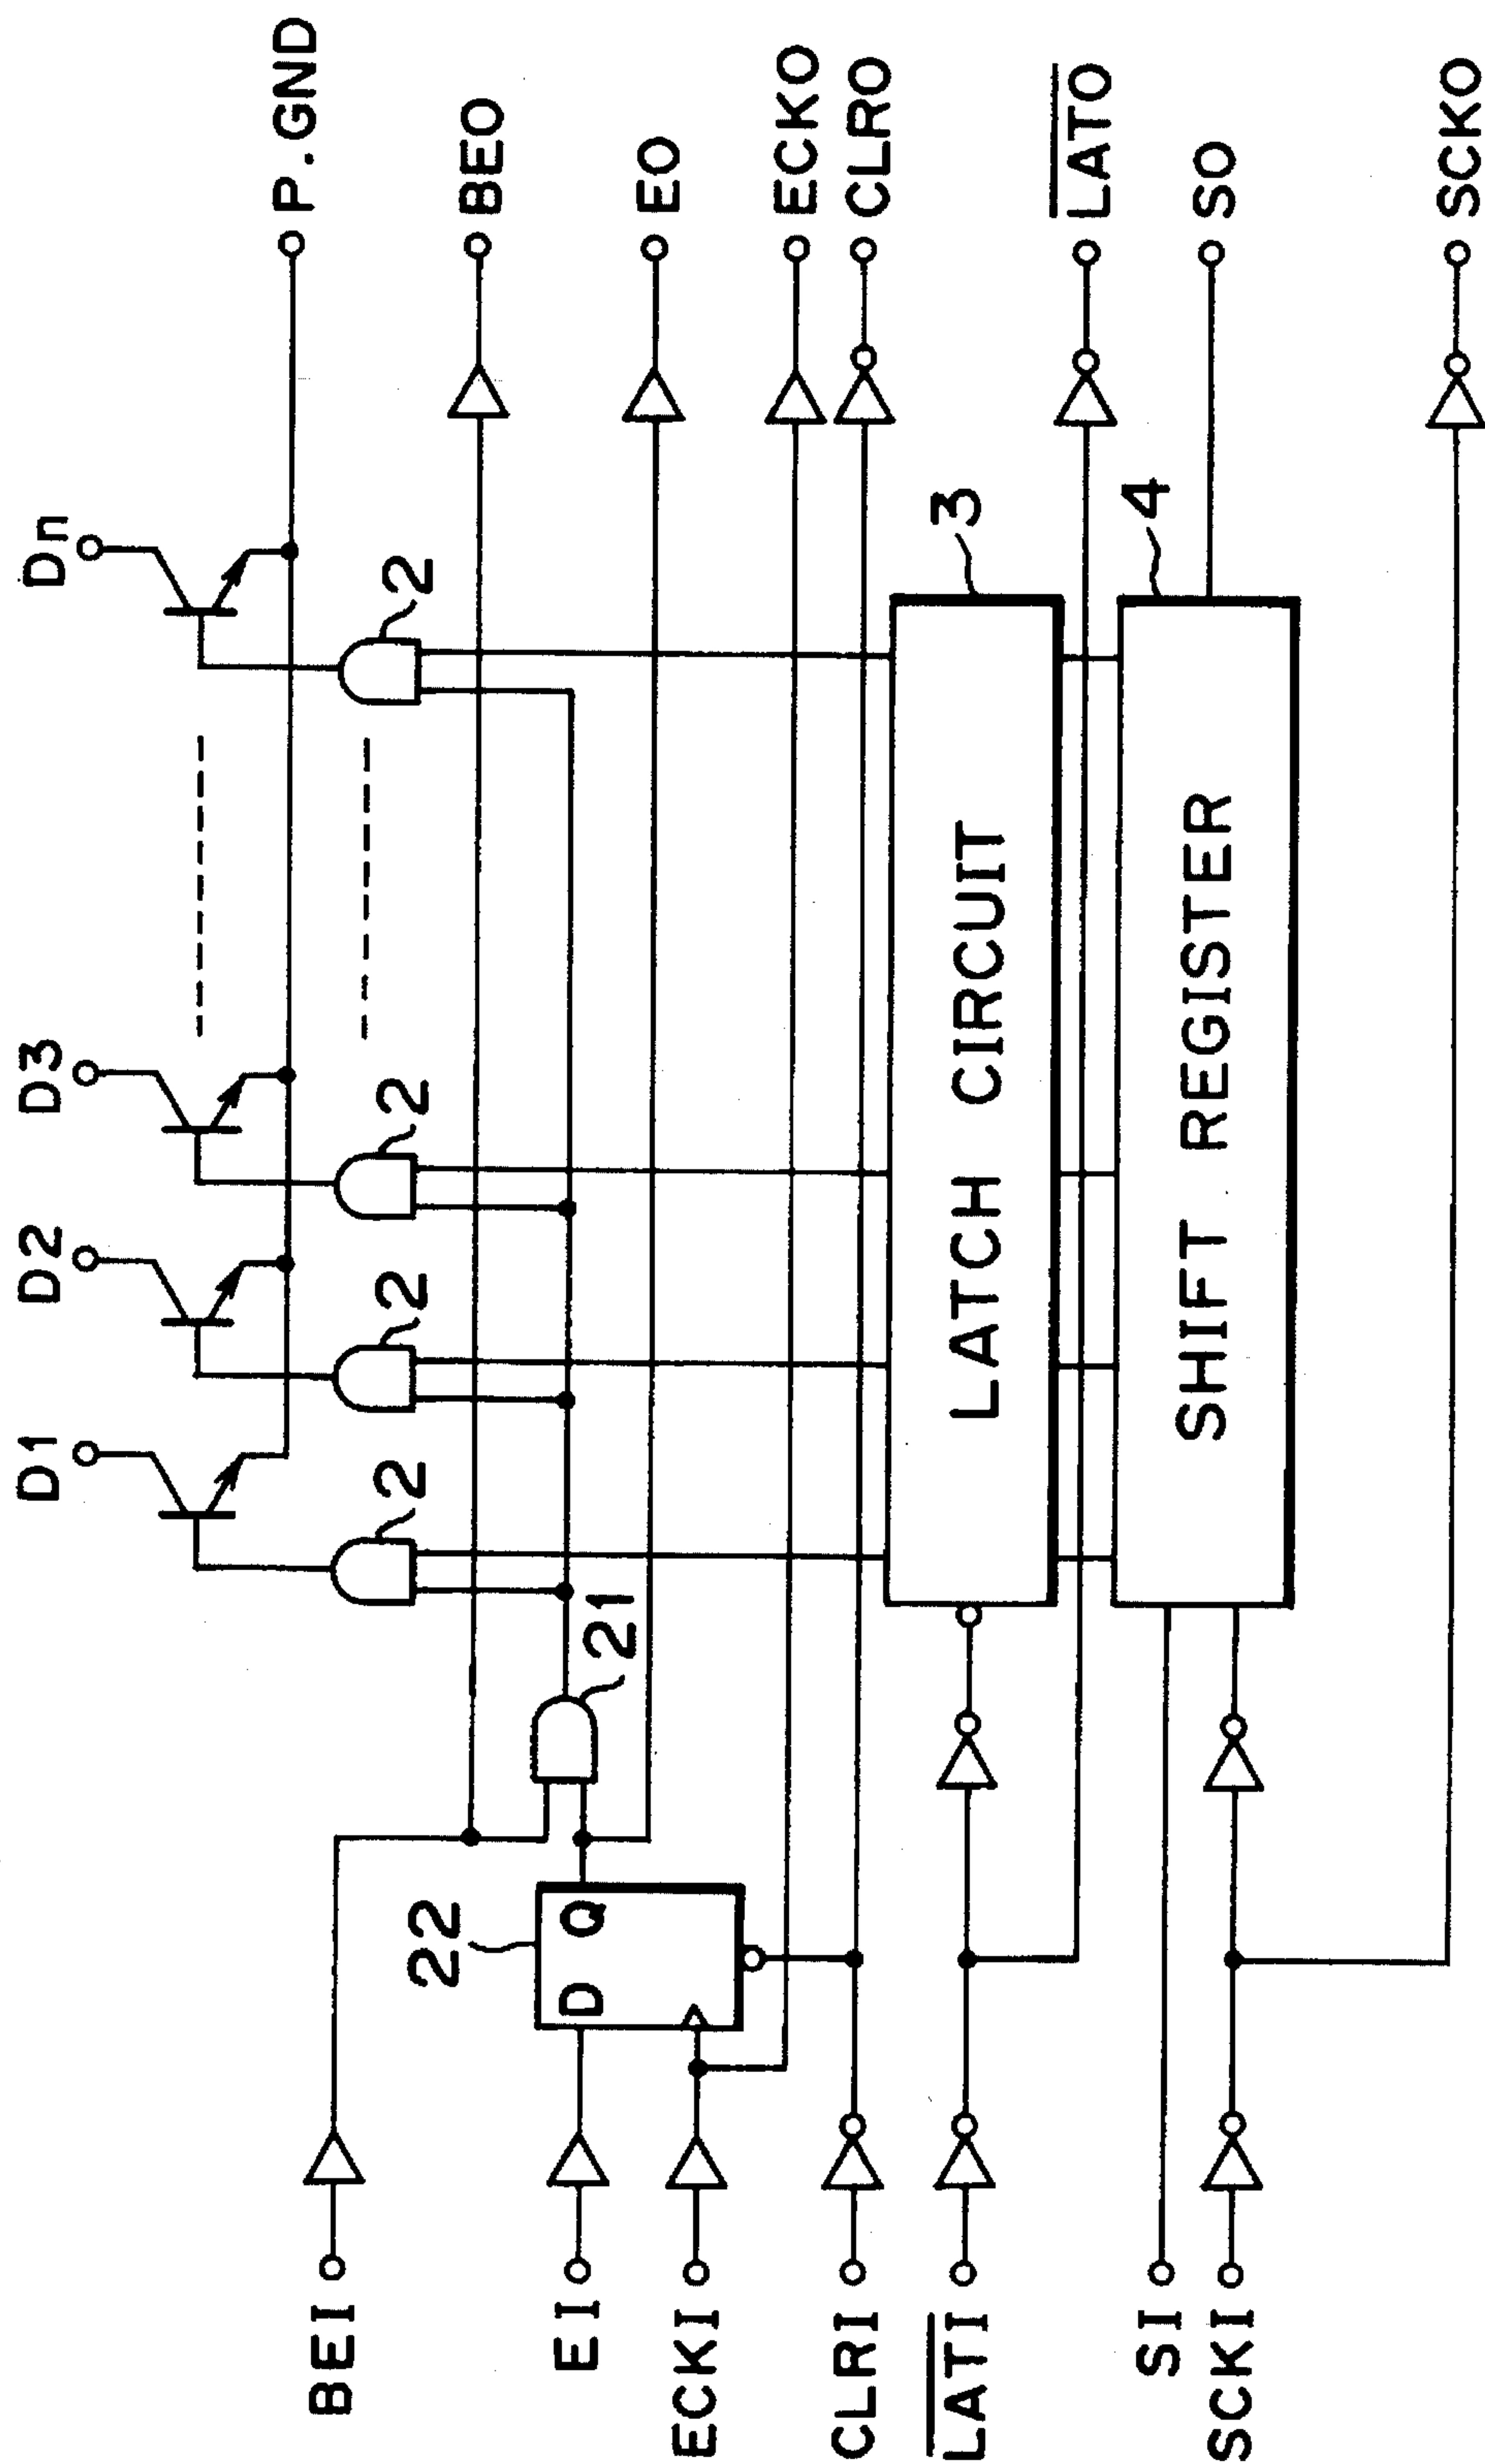 D1
D2
D3
Dn
P.GND
2
2
2
2
BEI
BEO
21
22
D
Q
EI
EO
ECKI
ECKO
CLRI
CLRO
LATCH CIRCUIT
3
LATI
LATO
SHIFT REGISTER
4
SI
SO
SCKI
SCKO